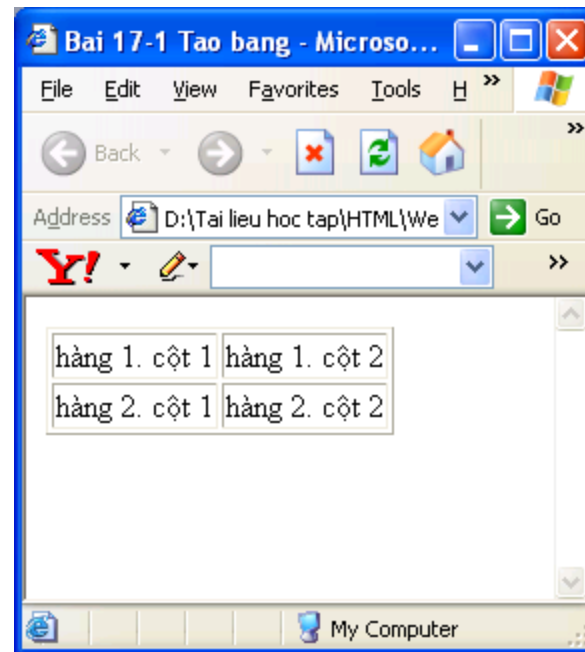 Bai 17-1 Tao bang - Microso...
File Edit View Favorites Tools H »
Back »
Address D:\Tai lieu hoc tap\HTML\We Go
Y! »
hàng 1. cột 1 hàng 1. cột 2
hàng 2. cột 1 hàng 2. cột 2
My Computer